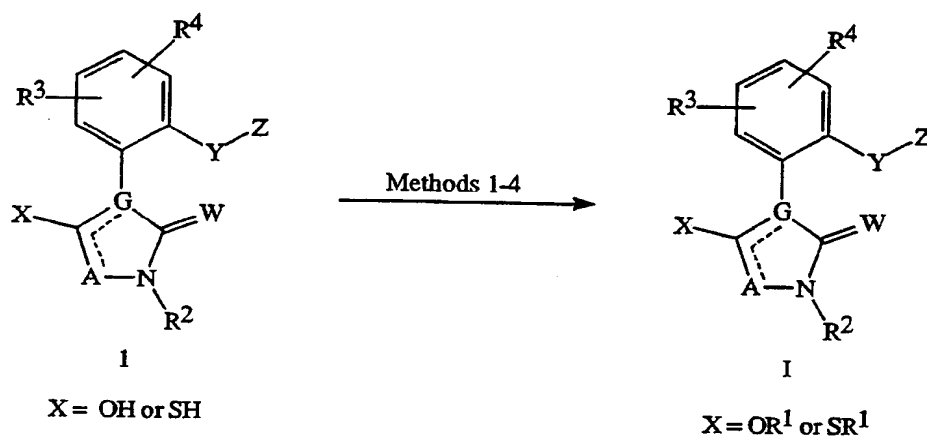 R4 R4
R3 Z R3 Z
Y Y
Methods 1-4
X G W X G W
A N A N
R2 R2
1 I
X = OH or SH X = OR1 or SR1